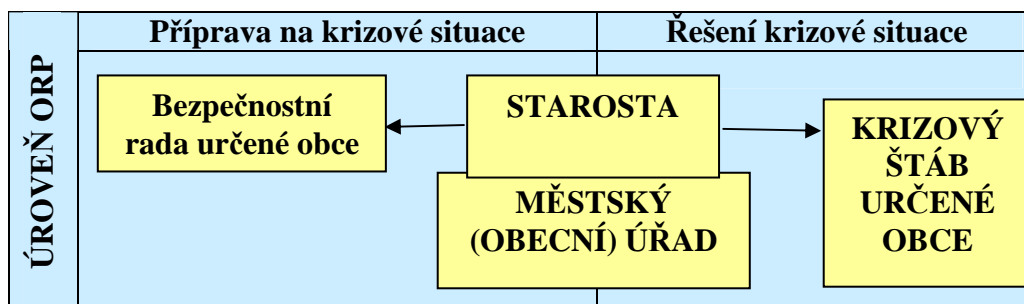 Příprava na krizové situace
Řešení krizové situace
ÚROVEŇ ORP
Bezpečnostní
rada určené obce
STAROSTA
MĚSTSKÝ
(OBECNÍ) ÚŘAD
KRIZOVÝ
ŠTÁB
URČENÉ
OBCE